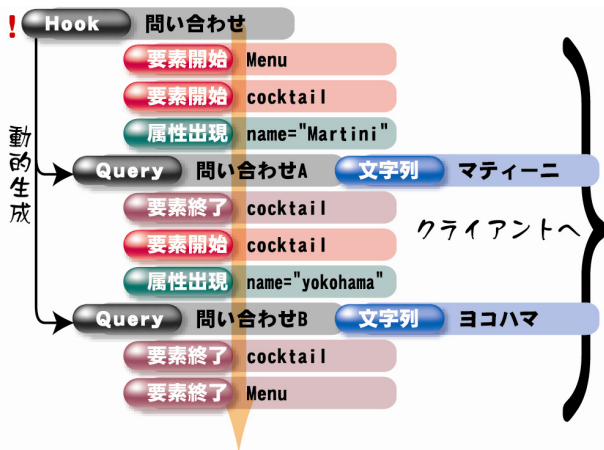 ! Hook 問い合わせ
要素開始 Menu
要素開始 cocktail
属性出現 name="Martini"
動的生成
Query 問い合わせA 文字列 マティーニ
要素終了 cocktail
要素開始 cocktail
クライアントへ
属性出現 name="yokohama"
Query 問い合わせB 文字列 ヨコハマ
要素終了 cocktail
要素終了 Menu